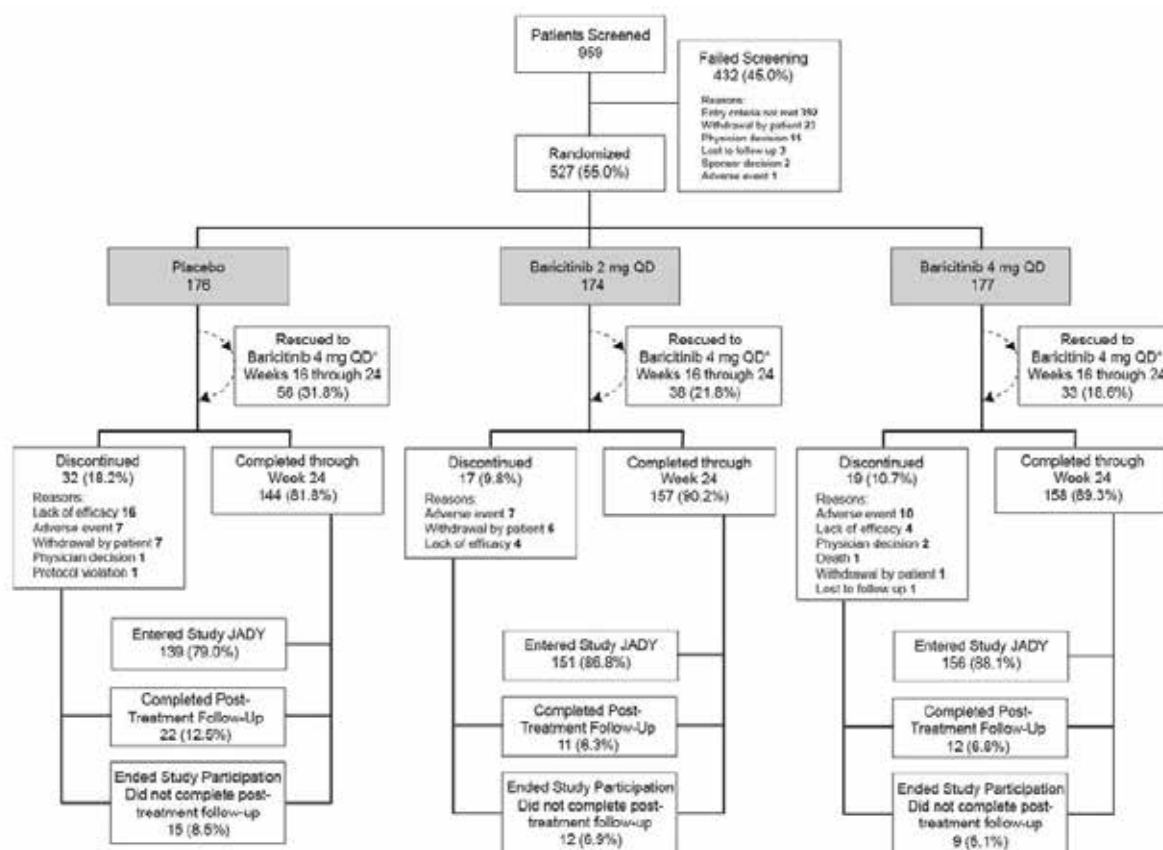 Patients Screened
959
Failed Screening
432 (45.0%)
Reasons:
Entry criteria not met 392
Withdrawal by patient 23
Physician decision 11
Lost to follow up 3
Sponsor decision 2
Adverse event 1
Randomized
527 (55.0%)
Placebo
176
Baricitinib 2 mg QD
174
Baricitinib 4 mg QD
177
Rescued to
Baricitinib 4 mg QD*
Weeks 16 through 24
56 (31.8%)
Rescued to
Baricitinib 4 mg QD*
Weeks 16 through 24
38 (21.8%)
Rescued to
Baricitinib 4 mg QD*
Weeks 16 through 24
33 (18.6%)
Discontinued
32 (18.2%)
Reasons:
Lack of efficacy 16
Adverse event 7
Withdrawal by patient 7
Physician decision 1
Protocol violation 1
Completed through
Week 24
144 (81.8%)
Discontinued
17 (9.8%)
Reasons:
Adverse event 7
Withdrawal by patient 6
Lack of efficacy 4
Completed through
Week 24
157 (90.2%)
Discontinued
19 (10.7%)
Reasons:
Adverse event 10
Lack of efficacy 4
Physician decision 2
Death 1
Withdrawal by patient 1
Lost to follow up 1
Completed through
Week 24
158 (89.3%)
Entered Study JADY
139 (79.0%)
Completed Post-
Treatment Follow-Up
22 (12.5%)
Ended Study Participation
Did not complete post-
treatment follow-up
15 (8.5%)
Entered Study JADY
151 (86.8%)
Completed Post-
Treatment Follow-Up
11 (6.3%)
Ended Study Participation
Did not complete post-
treatment follow-up
12 (6.9%)
Entered Study JADY
156 (88.1%)
Completed Post-
Treatment Follow-Up
12 (6.8%)
Ended Study Participation
Did not complete post-
treatment follow-up
9 (5.1%)